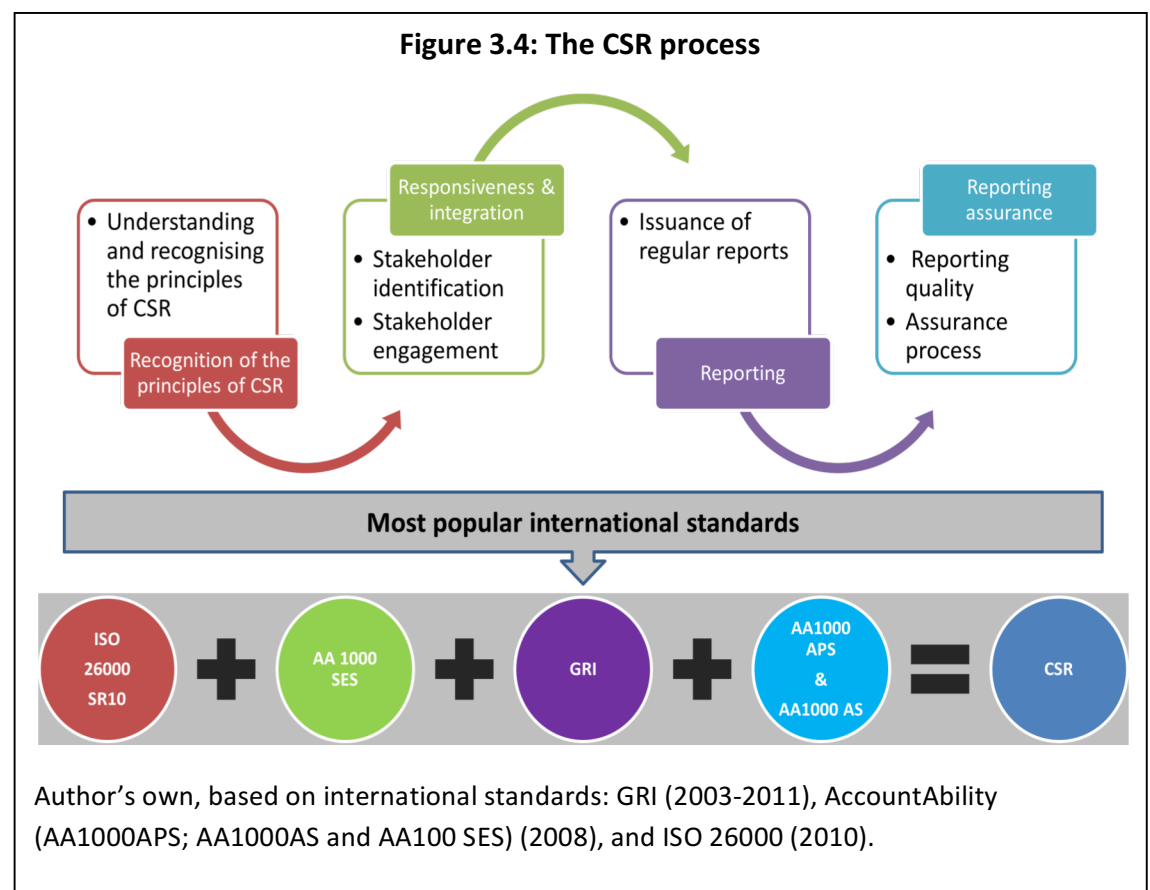 Figure 3.4: The CSR process
• Understanding
and recognising
the principles
of CSR
Recognition of the
principles of CSR
Responsiveness &
integration
• Stakeholder
identification
• Stakeholder
engagement
• Issuance of
regular reports
Reporting
Reporting
assurance
• Reporting
quality
• Assurance
process
Most popular international standards
ISO
26000
SR10
AA 1000
SES
GRI
AA1000
APS
&
AA1000 AS
CSR
Author’s own, based on international standards: GRI (2003-2011), AccountAbility
(AA1000APS; AA1000AS and AA100 SES) (2008), and ISO 26000 (2010).